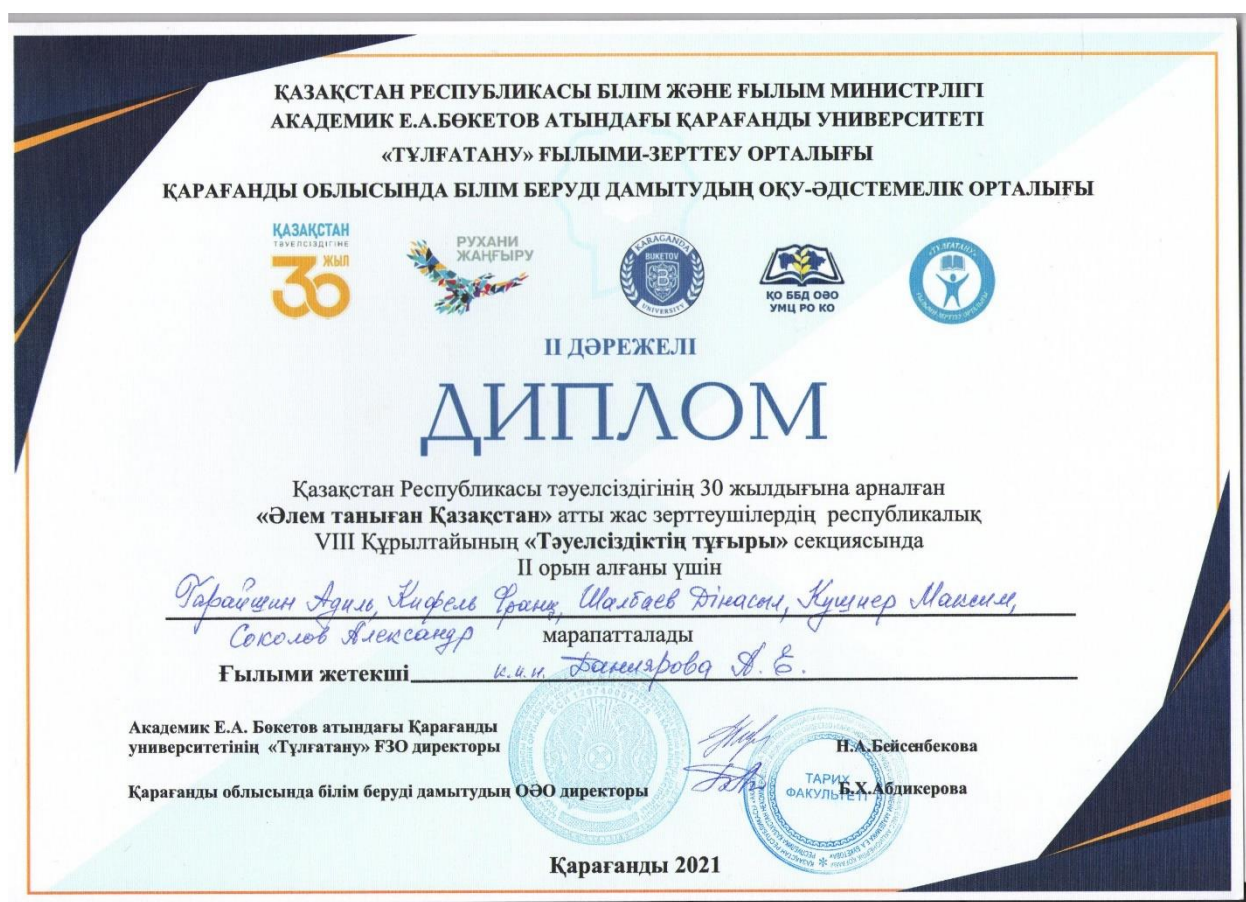 ҚАЗАҚСТАН РЕСПУБЛИКАСЫ БІЛІМ ЖӘНЕ ҒЫЛЫМ МИНИСТРЛІГІ
АКАДЕМИК Е.А.БӨКЕТОВ АТЫНДАҒЫ ҚАРАҒАНДЫ УНИВЕРСИТЕТІ
«ТҰЛҒАТАНУ» ҒЫЛЫМИ-ЗЕРТТЕУ ОРТАЛЫҒЫ
ҚАРАҒАНДЫ ОБЛЫСЫНДА БІЛІМ БЕРУДІ ДАМЫТУДЫҢ ОҚУ-ӘДІСТЕМЕЛІК ОРТАЛЫҒЫ
ҚАЗАҚСТАН
ТӘУЕЛСІЗДІГІНЕ
30 ЖЫЛ
РУХАНИ
ЖАҢҒЫРУ
KARAGANDA
BUKETOV
UNIVERSITY
ҚО ББД ОӘО
УМЦ РО КО
«ТҰЛҒАТАНУ»
ҒЫЛЫМИ ЗЕРТТЕУ ОРТАЛЫҒЫ
II ДӘРЕЖЕЛІ
ДИПЛОМ
Қазақстан Республикасы тәуелсіздігінің 30 жылдығына арналған
«Әлем таныған Қазақстан» атты жас зерттеушілердің республикалық
VIII Құрылтайының «Тәуелсіздіктің тұғыры» секциясында
II орын алғаны үшін
Гарайшин Адиль, Кифель Франц, Шалбаев Дінасыл, Кушнер Максим,
Соколов Александр марапатталады
Ғылыми жетекші к.и.н. Даниярова А. Е.
Академик Е.А. Бөкетов атындағы Қарағанды
университетінің «Тұлғатану» ҒЗО директоры Н.А.Бейсенбекова
Қарағанды облысында білім беруді дамытудың ОӘО директоры Б.Х.Абдикерова
ТАРИХ
ФАКУЛЬТЕТІ
Қарағанды 2021